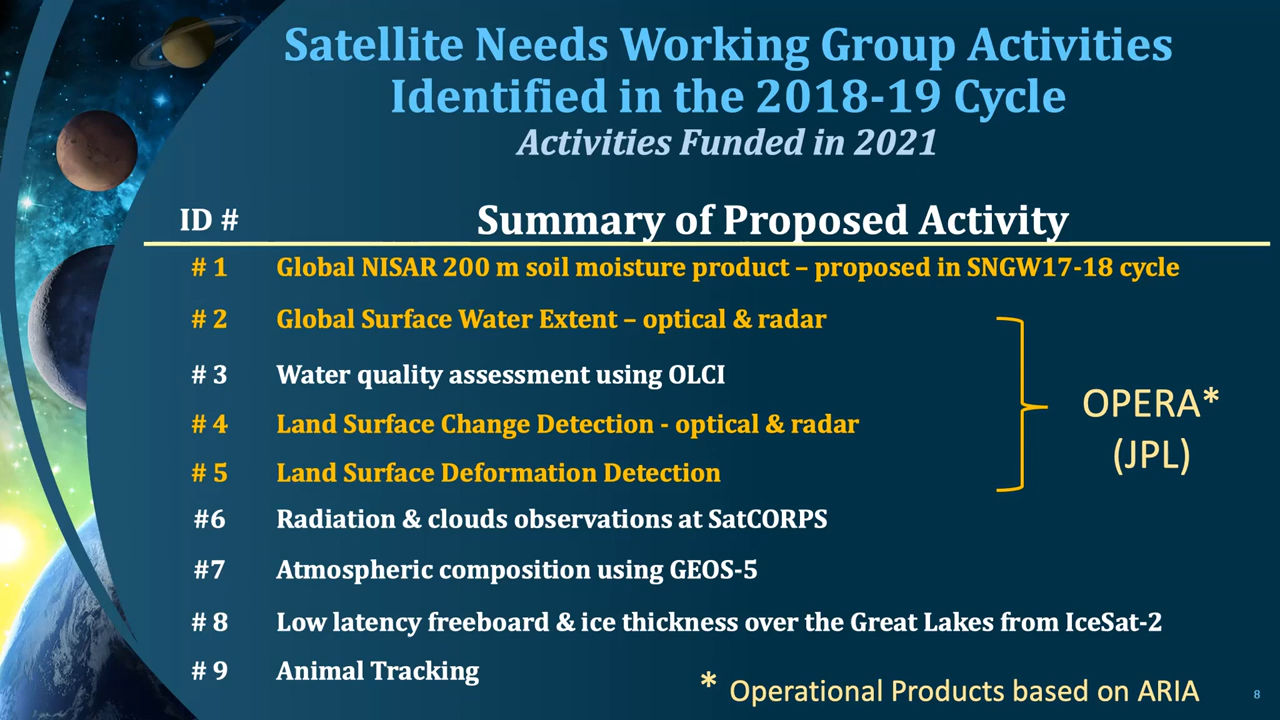 Satellite Needs Working Group Activities
Identified in the 2018-19 Cycle
Activities Funded in 2021
ID # Summary of Proposed Activity
# 1 Global NISAR 200 m soil moisture product – proposed in SNGW17-18 cycle
# 2 Global Surface Water Extent – optical & radar
# 3 Water quality assessment using OLCI
# 4 Land Surface Change Detection - optical & radar
# 5 Land Surface Deformation Detection
OPERA*
(JPL)
#6 Radiation & clouds observations at SatCORPS
#7 Atmospheric composition using GEOS-5
# 8 Low latency freeboard & ice thickness over the Great Lakes from IceSat-2
# 9 Animal Tracking
* Operational Products based on ARIA
8